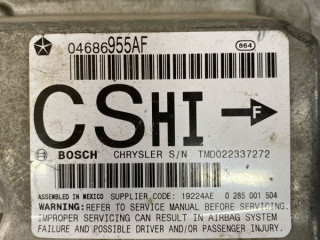 04686955AF
864
CSHI F
BOSCH CHRYSLER S/N TMD022337272
ASSEMBLED IN MEXICO SUPPLIER CODE: 19224AE 0 285 001 504
WARNING: REFER TO SERVICE MANUAL BEFORE SERVICING.
IMPROPER SERVICING CAN RESULT IN AIRBAG SYSTEM
FAILURE AND POSSIBLE DRIVER AND/OR PASSENGER INJURY.